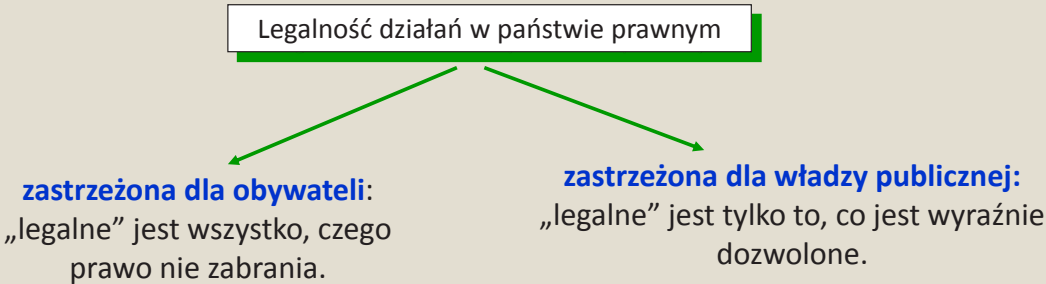 Legalność działań w państwie prawnym
zastrzeżona dla obywateli:
„legalne” jest wszystko, czego
prawo nie zabrania.
zastrzeżona dla władzy publicznej:
„legalne” jest tylko to, co jest wyraźnie
dozwolone.